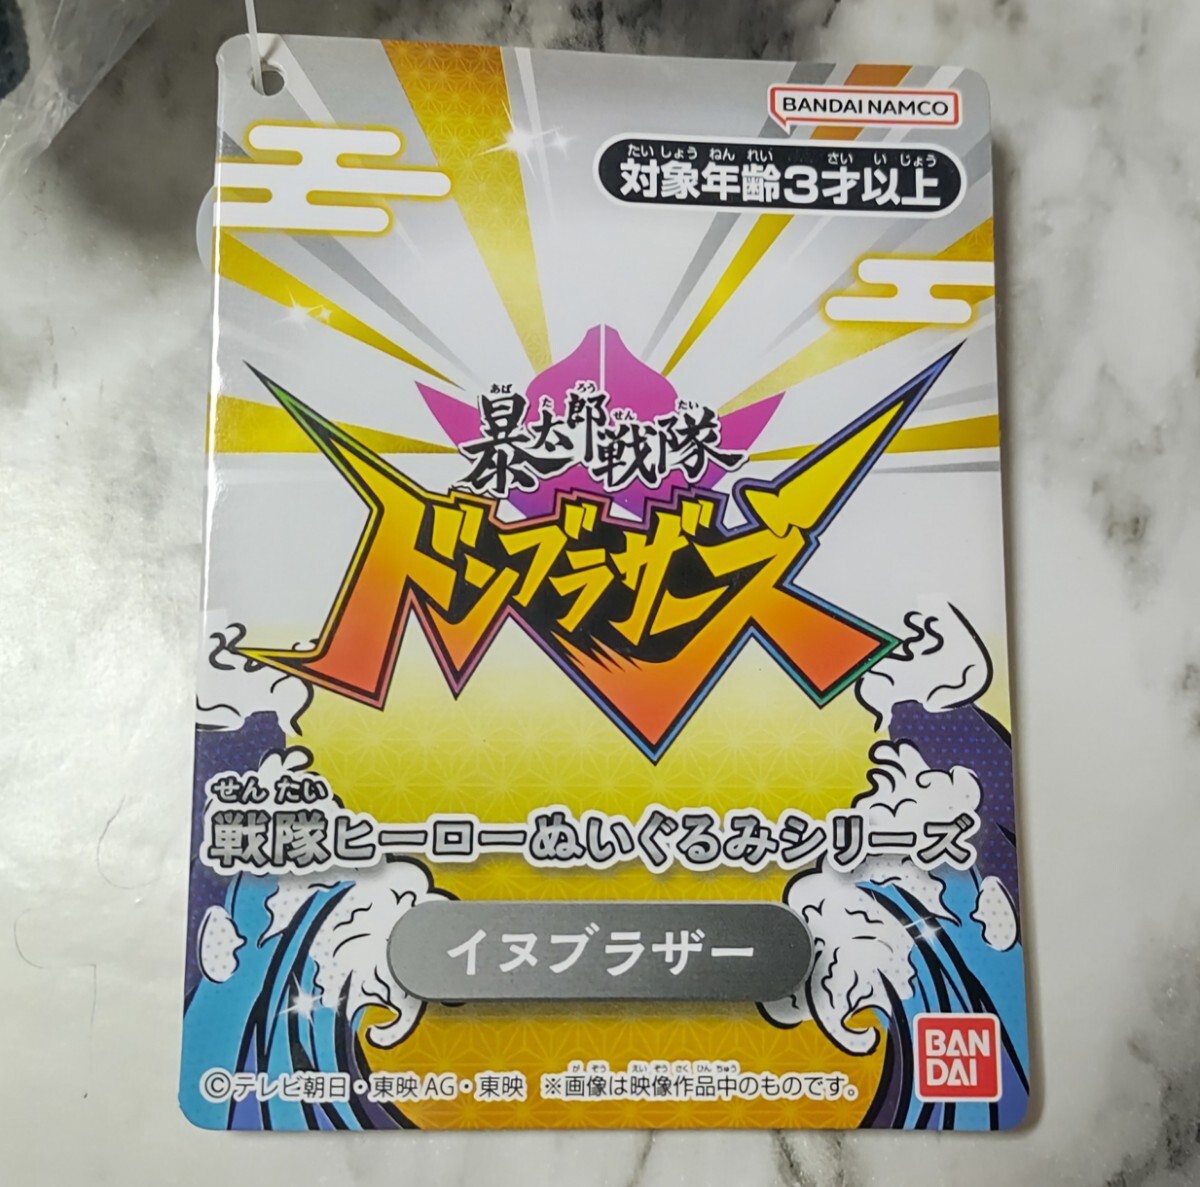 BANDAI NAMCO
たいしょう ねん れい さい い じょう
対象年齢3才以上
あば た ろう せん たい
暴太郎戦隊
ドンブラザーズ
せん たい
戦隊ヒーローぬいぐるみシリーズ
イヌブラザー
BAN
DAI
が ぞう えい ぞう さく ひん ちゅう
©テレビ朝日・東映AG・東映 ※画像は映像作品中のものです。